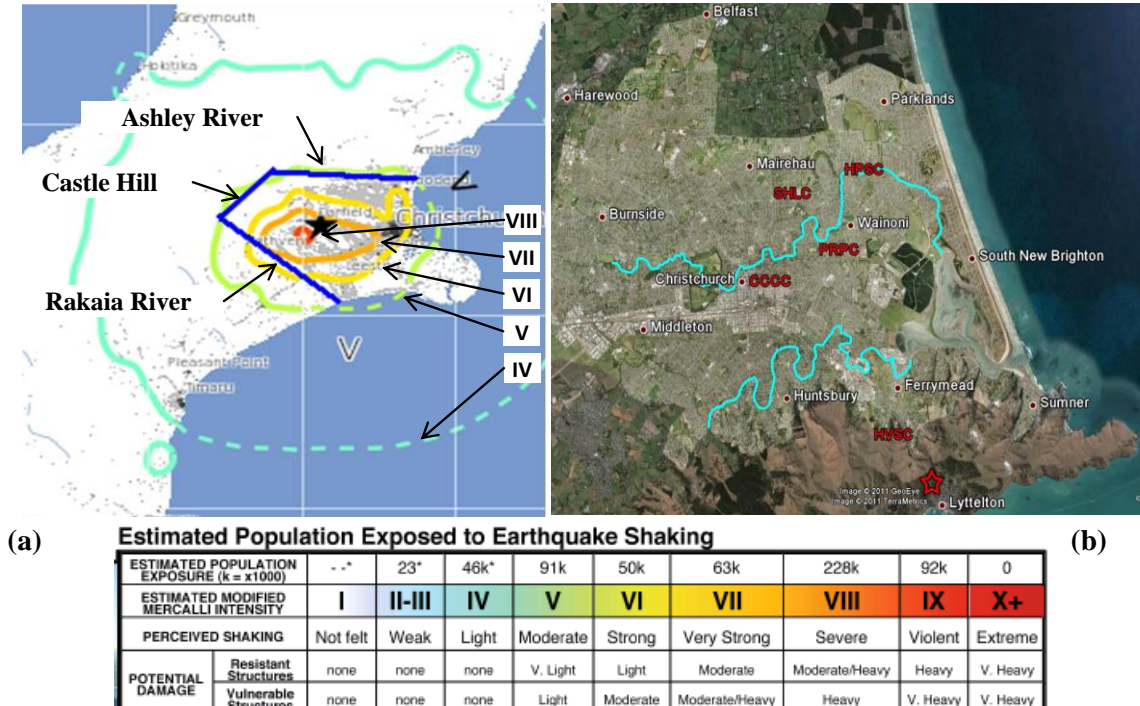 Greymouth
Hokitika
Ashley River
Amberley
Castle Hill
Christch
VIII
VII
VI
Rakaia River
V
V
IV
Pleasant Point
Timaru
Belfast
Harewood
Parklands
Mairehau
HPSC
SHLC
Burnside
Wainoni
PRPC
South New Brighton
Christchurch
CCCC
Middleton
Ferrymead
Huntsbury
Sumner
HVSC
Image © 2011 GeoEye
Image © 2011 TerraMetrics
Lyttelton
(a)
(b)
Estimated Population Exposed to Earthquake Shaking
ESTIMATED POPULATION EXPOSURE (k = x1000) - -* 23* 46k* 91k 50k 63k 228k 92k 0
ESTIMATED MODIFIED MERCALLI INTENSITY I II-III IV V VI VII VIII IX X+
PERCEIVED SHAKING Not felt Weak Light Moderate Strong Very Strong Severe Violent Extreme
POTENTIAL DAMAGE
Resistant Structures none none none V. Light Light Moderate Moderate/Heavy Heavy V. Heavy
Vulnerable Structures none none none Light Moderate Moderate/Heavy Heavy V. Heavy V. Heavy